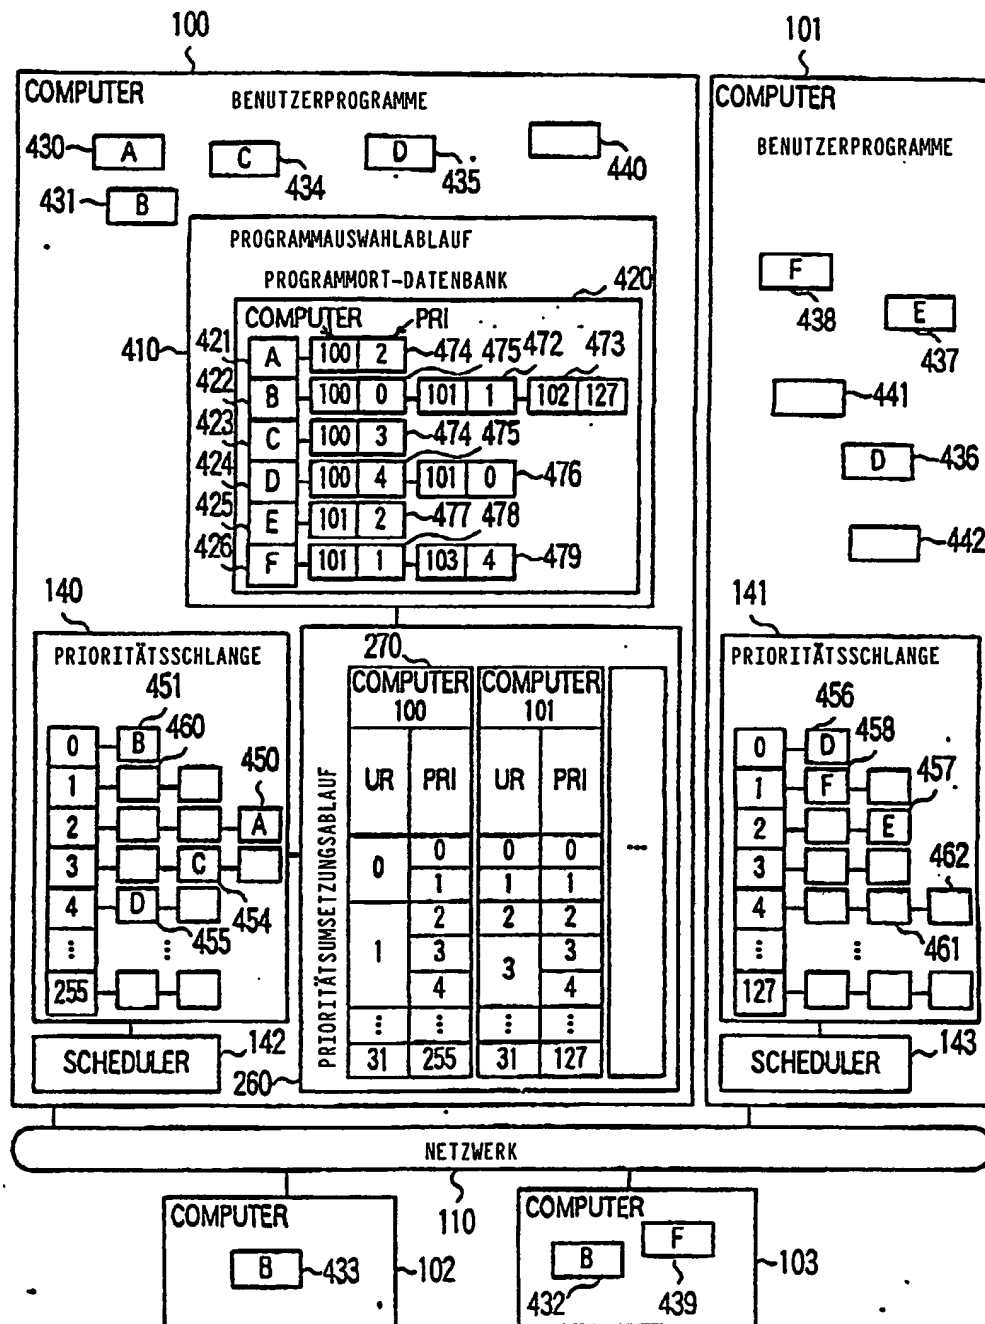 100
101
COMPUTER
BENUTZERPROGRAMME
430 A
C 434
D 435
440
431 B
COMPUTER
BENUTZERPROGRAMME
F 438
E 437
441
D 436
442
PROGRAMMAUSWAHLABLAUF
PROGRAMMORT-DATENBANK
420
410
COMPUTER PRI
421 A 100 2 474 475 472 473
422 B 100 0 101 1 102 127
423 C 100 3 474 475
424 D 100 4 101 0 476
425 E 101 2 477 478
426 F 101 1 103 4 479
140
PRIORITÄTSSCHLANGE
451
460
450
0 B
1
2 A
3 C
4 D
455
454
⋮ ⋮
255
SCHEDULER
142
260
270
PRIORITÄTSUMSETZUNGSABLAUF
COMPUTER 100
COMPUTER 101
UR PRI UR PRI
0 0 0 0
1 1 1
1 2 2 2
3 3 3
4 4
⋮ ⋮ ⋮ ⋮
31 255 31 127
...
141
PRIORITÄTSSCHLANGE
456
458
457
0 D
1 F
2 E
3
462
4
461
⋮ ⋮
127
SCHEDULER
143
NETZWERK
110
COMPUTER
B 433
102
COMPUTER
B
432
F
439
103